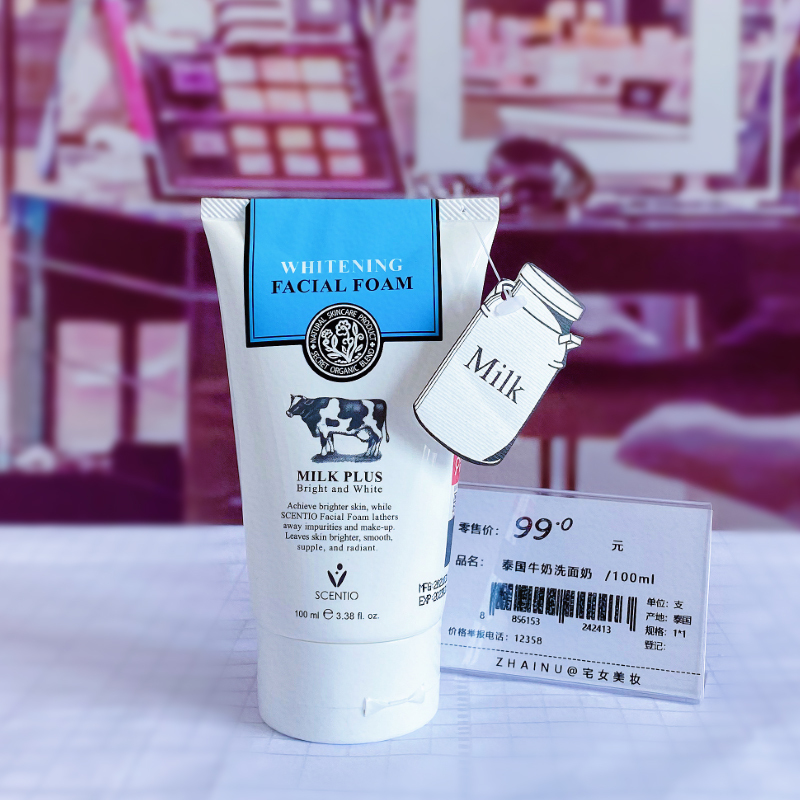 WHITENING
FACIAL FOAM
NATURAL SKINCARE PRODUCT
SECRET ORGANIC BLEND
Milk
MILK PLUS
Bright and White
Achieve brighter skin, while
SCENTIO Facial Foam lathers
away impurities and make-up.
Leaves skin brighter, smooth,
supple, and radiant.
SCENTIO
100 ml ℮ 3.38 fl. oz.
MFG
EXP
零售价: 99.0 元
品名: 泰国牛奶洗面奶 /100ml
8 856153 242413
单位: 支
产地: 泰国
规格: 1*1
登记:
价格举报电话: 12358
ZHAINU@宅女美妆